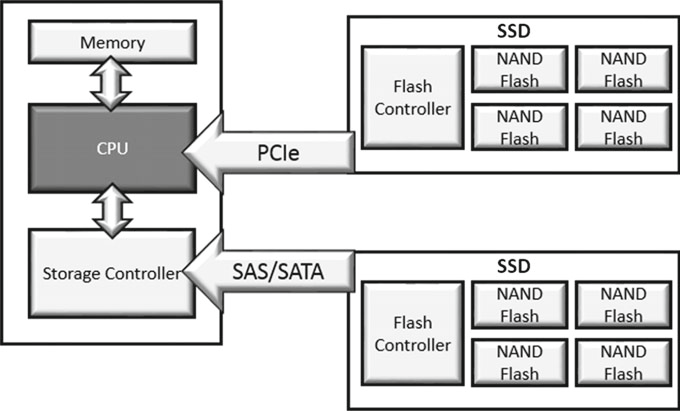 Memory
CPU
Storage Controller
PCIe
SAS/SATA
SSD
Flash
Controller
NAND
Flash
NAND
Flash
NAND
Flash
NAND
Flash
SSD
Flash
Controller
NAND
Flash
NAND
Flash
NAND
Flash
NAND
Flash